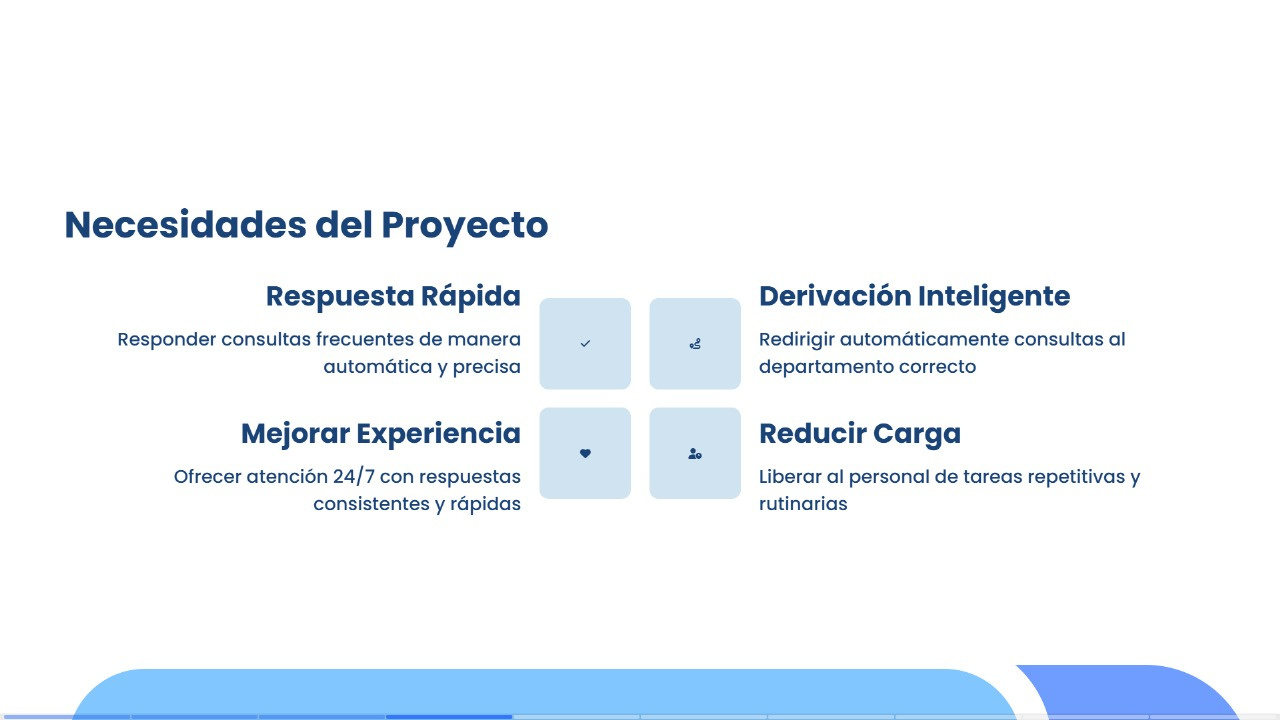 Necesidades del Proyecto
Respuesta Rápida
Responder consultas frecuentes de manera
automática y precisa
Derivación Inteligente
Redirigir automáticamente consultas al
departamento correcto
Mejorar Experiencia
Ofrecer atención 24/7 con respuestas
consistentes y rápidas
Reducir Carga
Liberar al personal de tareas repetitivas y
rutinarias